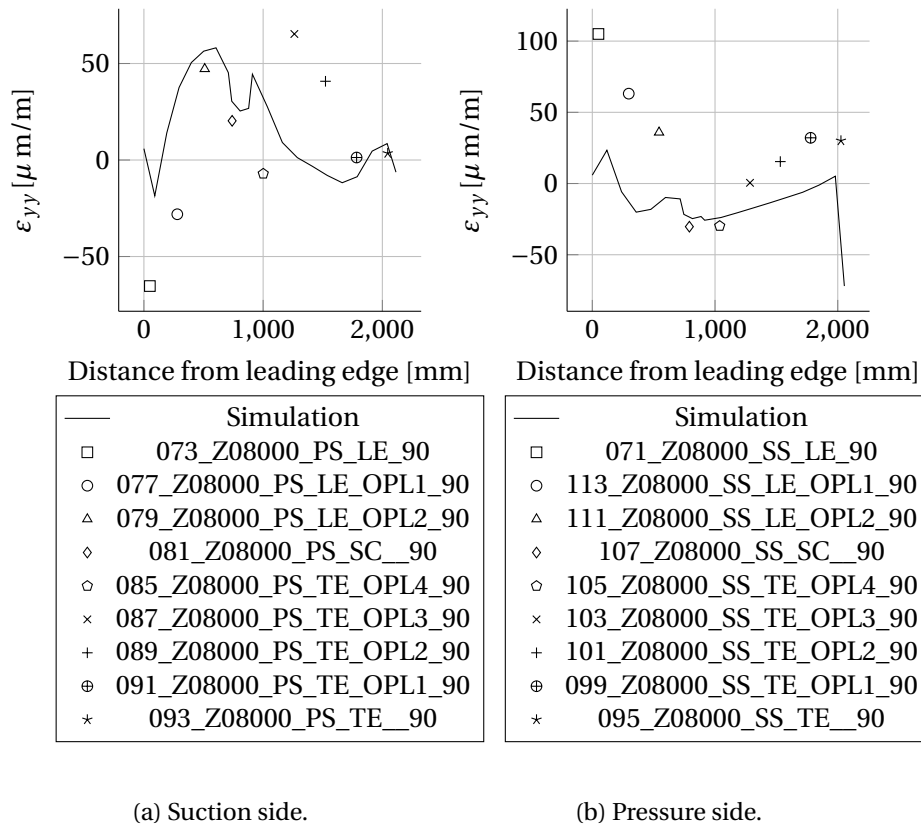 50
0
−50
0
1,000
2,000
ε_yy [μ m/m]
Distance from leading edge [mm]
Simulation
073_Z08000_PS_LE_90
077_Z08000_PS_LE_OPL1_90
079_Z08000_PS_LE_OPL2_90
081_Z08000_PS_SC__90
085_Z08000_PS_TE_OPL4_90
087_Z08000_PS_TE_OPL3_90
089_Z08000_PS_TE_OPL2_90
091_Z08000_PS_TE_OPL1_90
093_Z08000_PS_TE__90
(a) Suction side.
100
50
0
−50
0
1,000
2,000
ε_yy [μ m/m]
Distance from leading edge [mm]
Simulation
071_Z08000_SS_LE_90
113_Z08000_SS_LE_OPL1_90
111_Z08000_SS_LE_OPL2_90
107_Z08000_SS_SC__90
105_Z08000_SS_TE_OPL4_90
103_Z08000_SS_TE_OPL3_90
101_Z08000_SS_TE_OPL2_90
099_Z08000_SS_TE_OPL1_90
095_Z08000_SS_TE__90
(b) Pressure side.